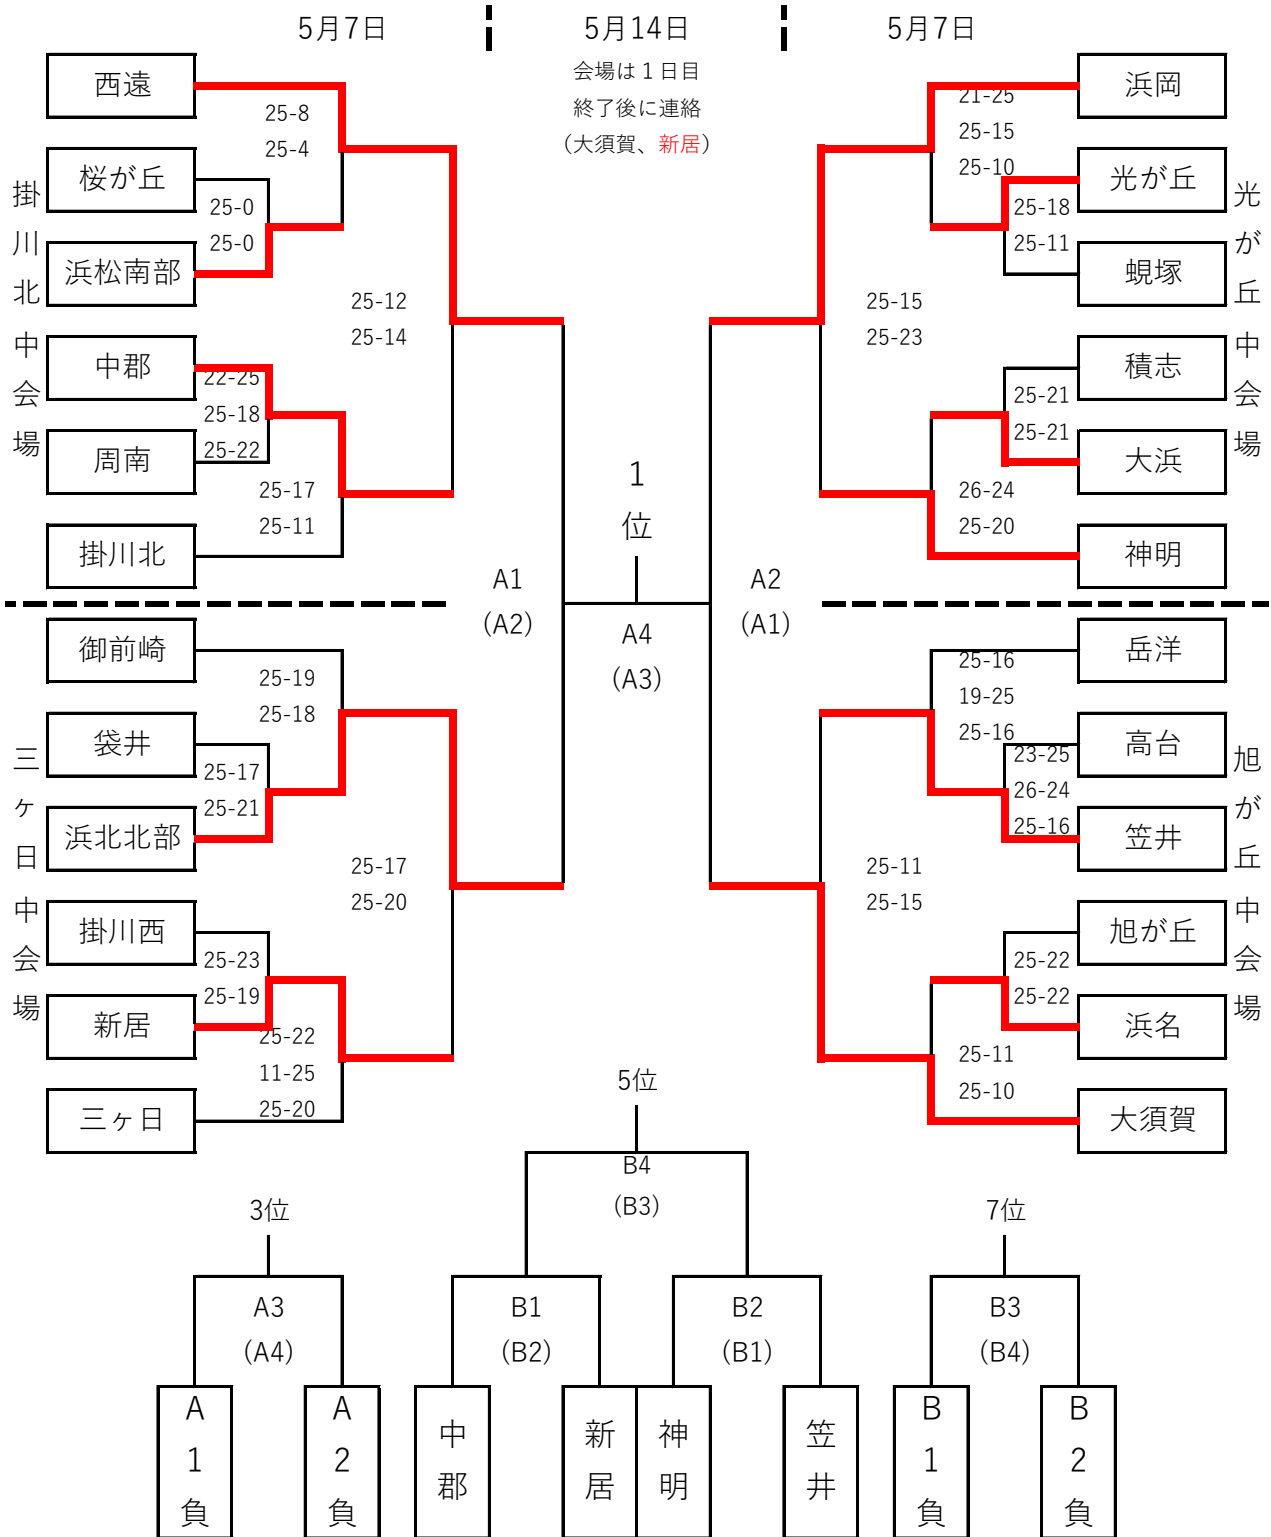 5月7日
5月14日
5月7日
会場は１日目
終了後に連絡
（大須賀、新居）
掛川北中会場
西遠
25-8
25-4
桜が丘
25-0
25-0
浜松南部
25-12
25-14
中郡
22-25
25-18
25-22
周南
25-17
25-11
掛川北
浜岡
21-25
25-15
25-10
光が丘
25-18
25-11
蜆塚
25-15
25-23
積志
25-21
25-21
大浜
26-24
25-20
神明
光が丘中会場
1
位
A1
(A2)
A4
(A3)
A2
(A1)
三ヶ日中会場
御前崎
25-19
25-18
袋井
25-17
25-21
浜北北部
25-17
25-20
掛川西
25-23
25-19
新居
25-22
11-25
25-20
三ヶ日
岳洋
25-16
19-25
25-16
高台
23-25
26-24
25-16
笠井
25-11
25-15
旭が丘
25-22
25-22
浜名
25-11
25-10
大須賀
旭が丘中会場
5位
B4
(B3)
3位
7位
A3
(A4)
B1
(B2)
B2
(B1)
B3
(B4)
A1負
A2負
中郡
新居
神明
笠井
B1負
B2負